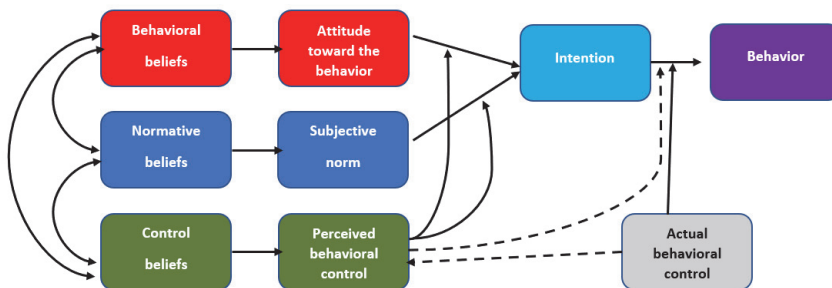 Behavioral
beliefs
Attitude
toward the
behavior
Intention
Behavior
Normative
beliefs
Subjective
norm
Control
beliefs
Perceived
behavioral
control
Actual
behavioral
control